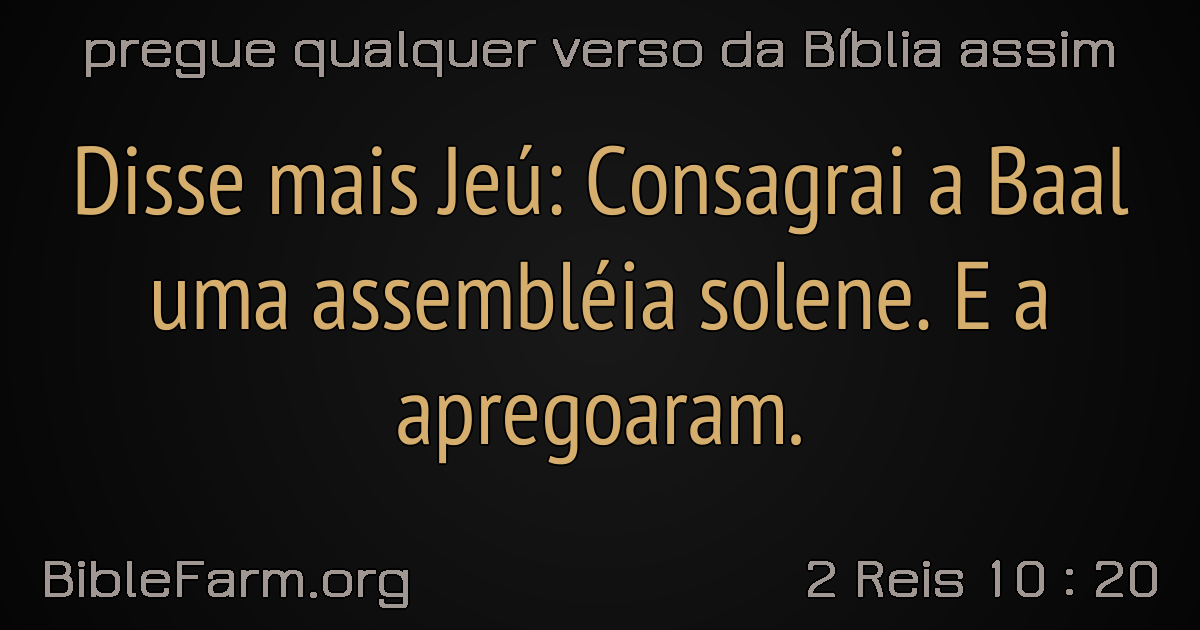 pregue qualquer verso da Bíblia assim
Disse mais Jeú: Consagrai a Baal
uma assembléia solene. E a
apregoaram.
BibleFarm.org
2 Reis 10 : 20